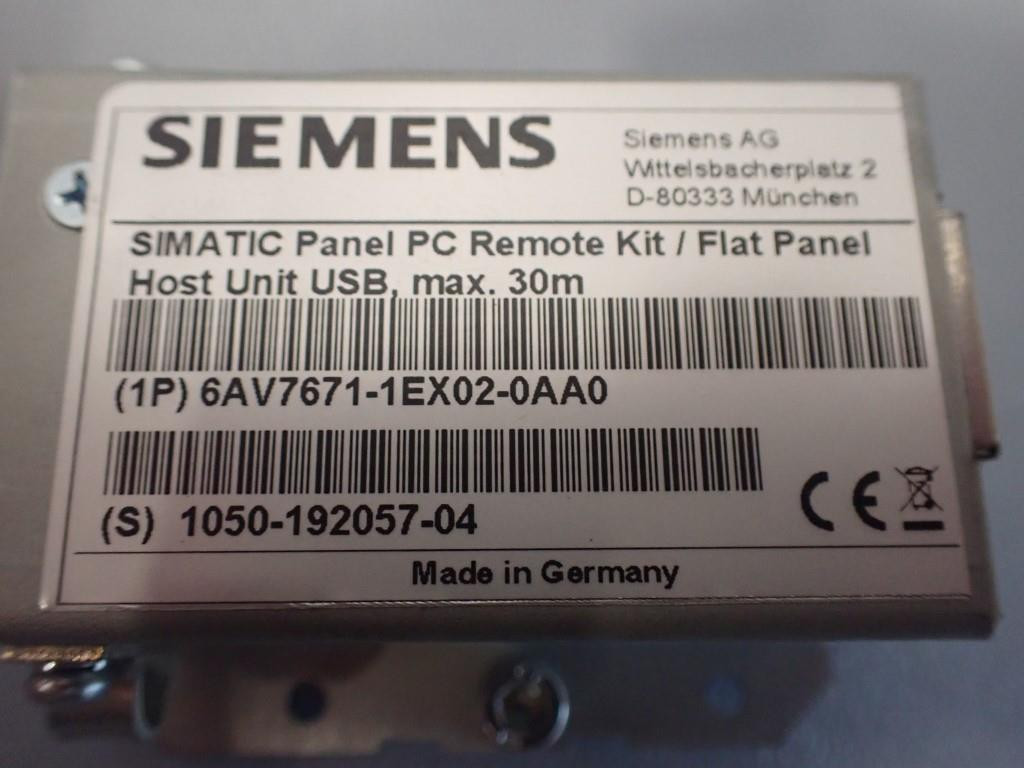 SIEMENS
Siemens AG
Wittelsbacherplatz 2
D-80333 München
SIMATIC Panel PC Remote Kit / Flat Panel
Host Unit USB, max. 30m
(1P) 6AV7671-1EX02-0AA0
(S) 1050-192057-04
CE
Made in Germany